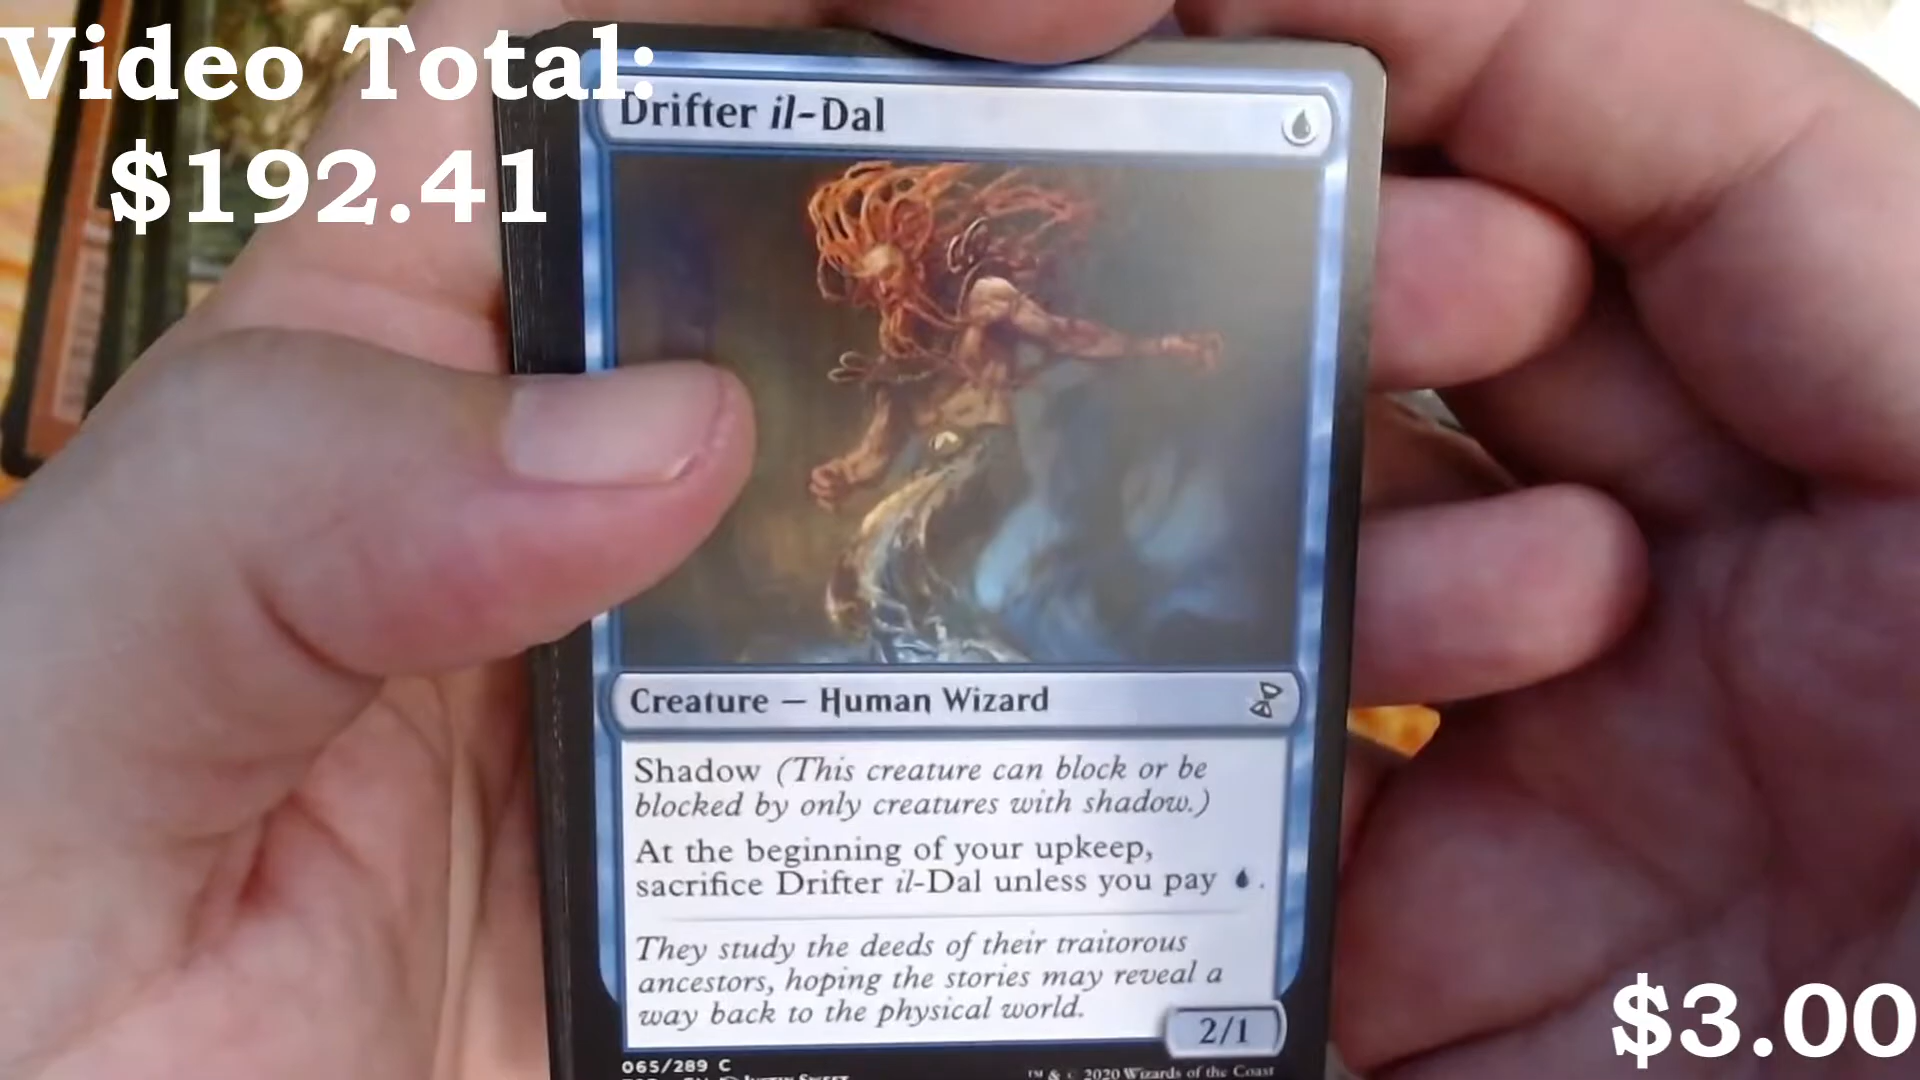 Video Total:
$192.41
Drifter il-Dal
Creature — Human Wizard
Shadow (This creature can block or be
blocked by only creatures with shadow.)
At the beginning of your upkeep,
sacrifice Drifter il-Dal unless you pay .
They study the deeds of their traitorous
ancestors, hoping the stories may reveal a
way back to the physical world.
2/1
065/289 C
™ & © 2020 Wizards of the Coast
$3.00